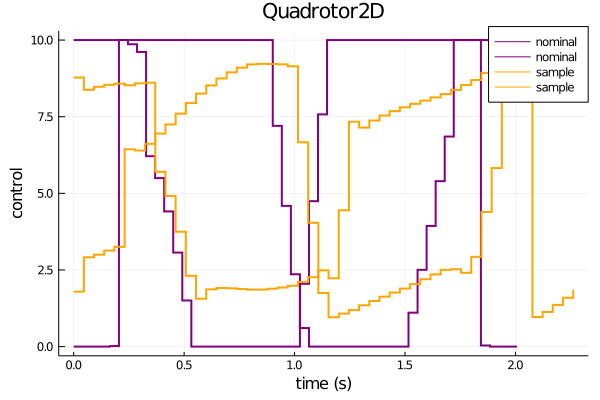 Quadrotor2D
nominal
nominal
sample
sample
control
10.0
7.5
5.0
2.5
0.0
0.0 0.5 1.0 1.5 2.0
time (s)